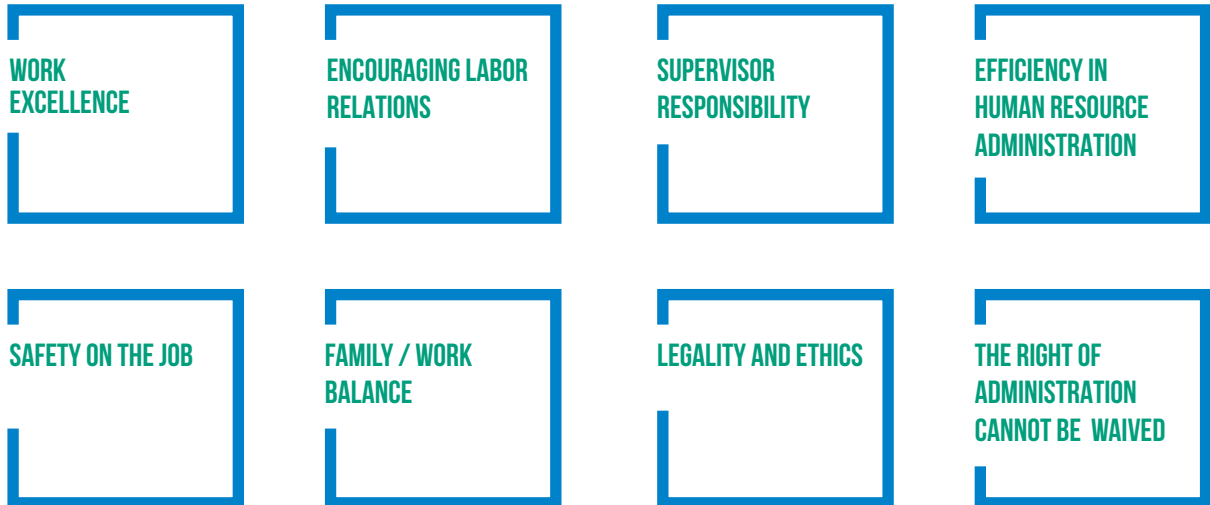 WORK
EXCELLENCE
ENCOURAGING LABOR
RELATIONS
SUPERVISOR
RESPONSIBILITY
EFFICIENCY IN
HUMAN RESOURCE
ADMINISTRATION
SAFETY ON THE JOB
FAMILY / WORK
BALANCE
LEGALITY AND ETHICS
THE RIGHT OF
ADMINISTRATION
CANNOT BE WAIVED